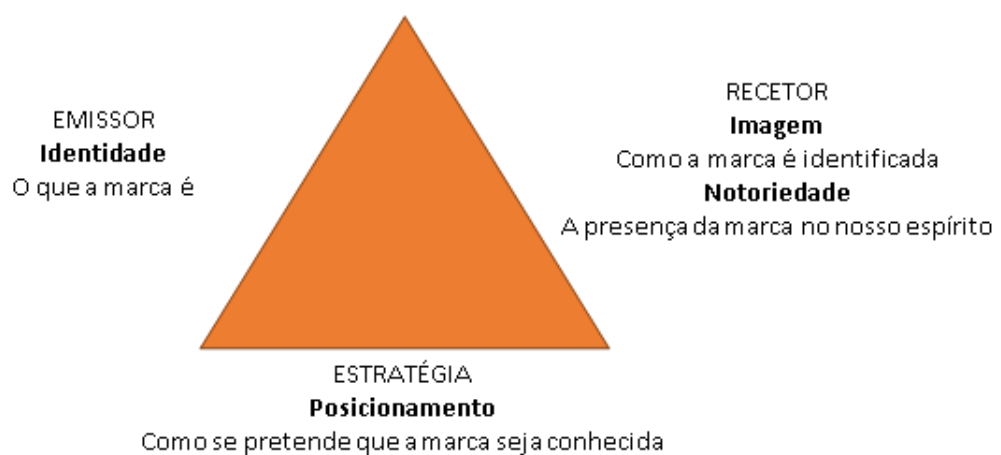 EMISSOR
Identidade
O que a marca é
RECETOR
Imagem
Como a marca é identificada
Notoriedade
A presença da marca no nosso espírito
ESTRATÉGIA
Posicionamento
Como se pretende que a marca seja conhecida